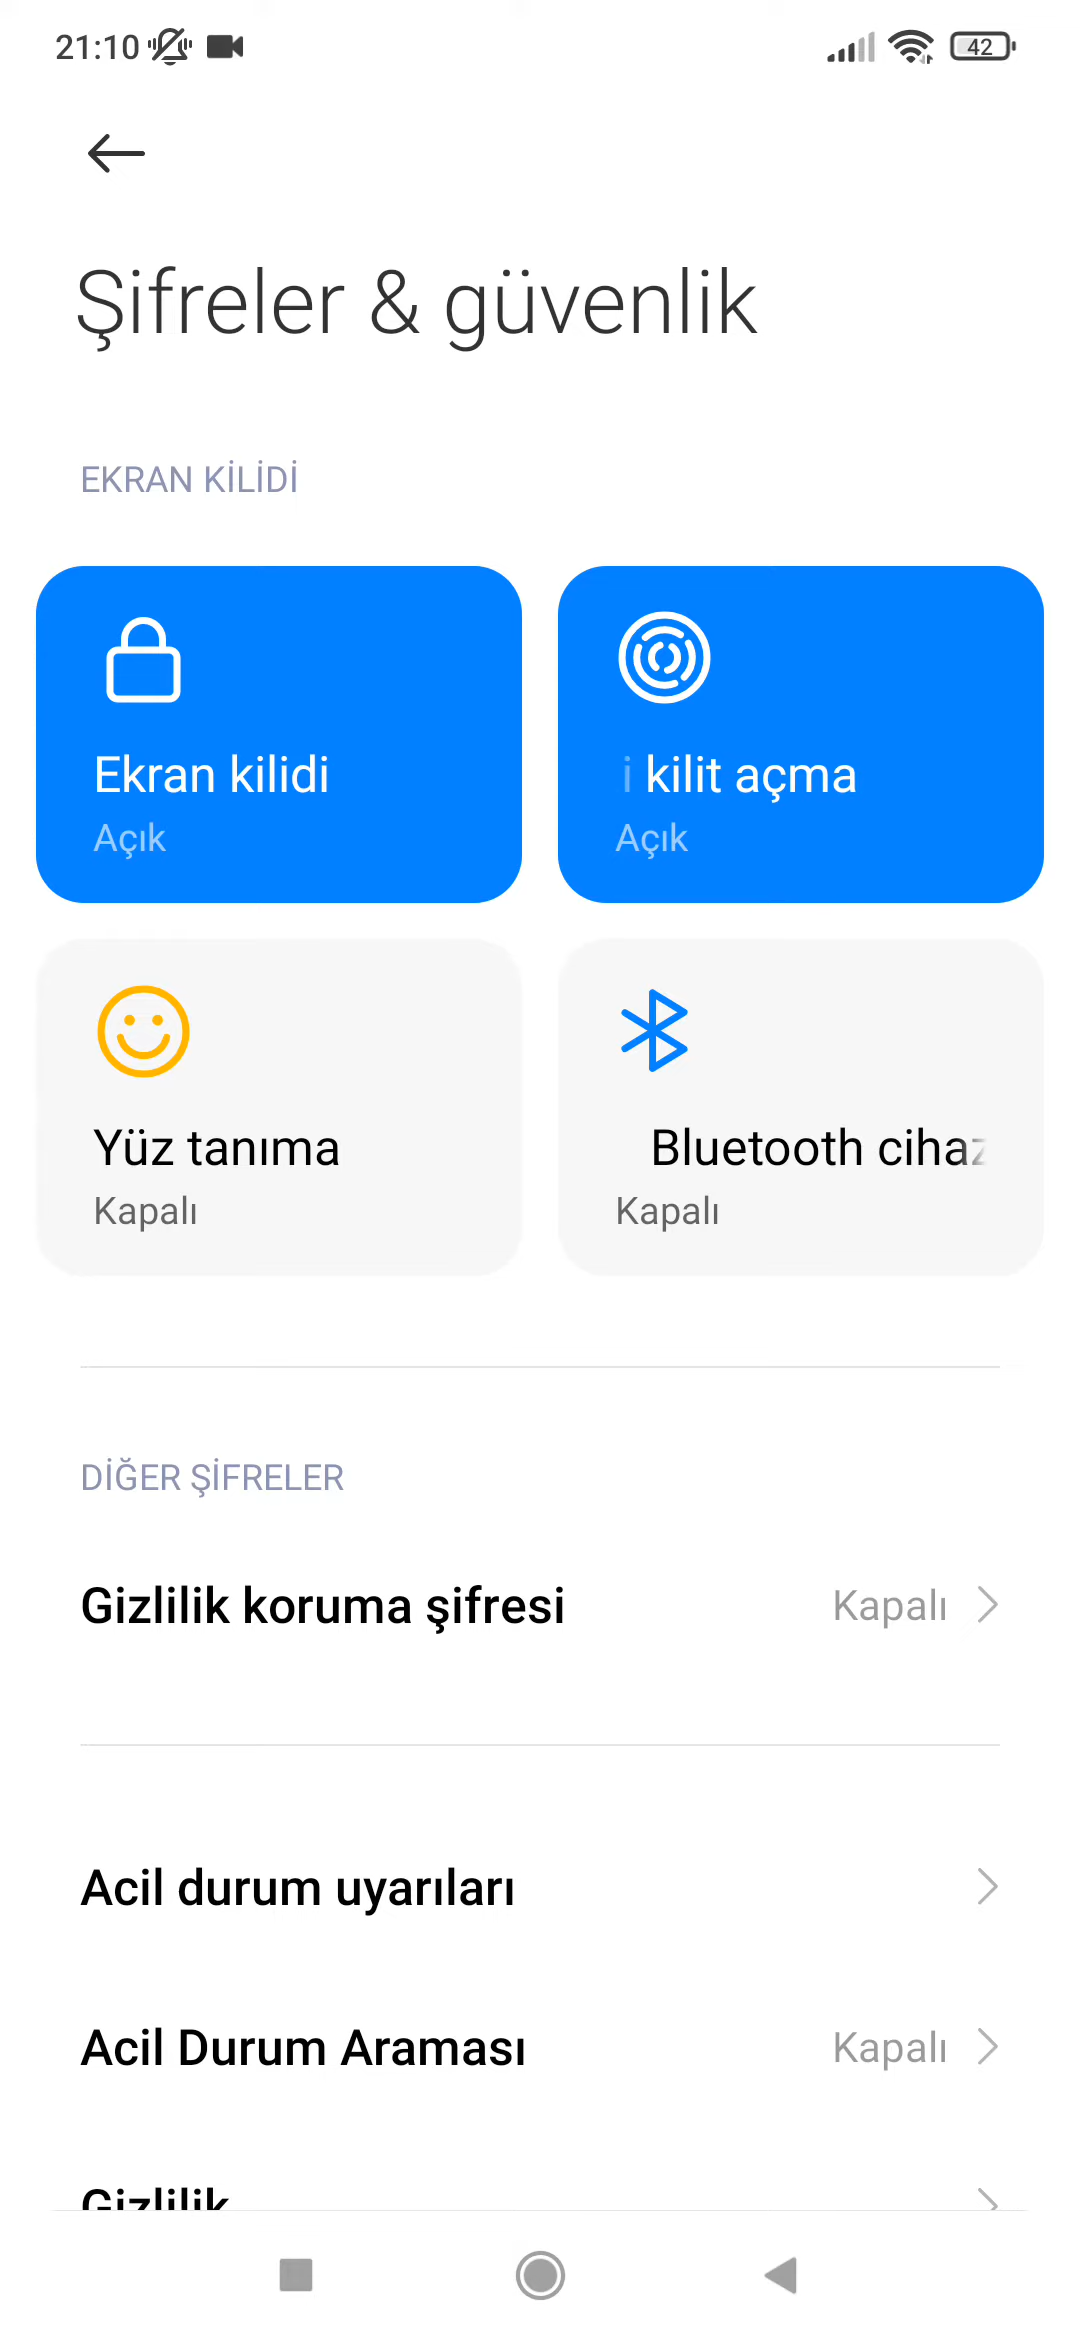 21:10
42
Şifreler & güvenlik
EKRAN KİLİDİ
Ekran kilidi
Açık
i kilit açma
Açık
Yüz tanıma
Kapalı
Bluetooth cihaz
Kapalı
DİĞER ŞİFRELER
Gizlilik koruma şifresi
Kapalı
Acil durum uyarıları
Acil Durum Araması
Kapalı
Gizlilik